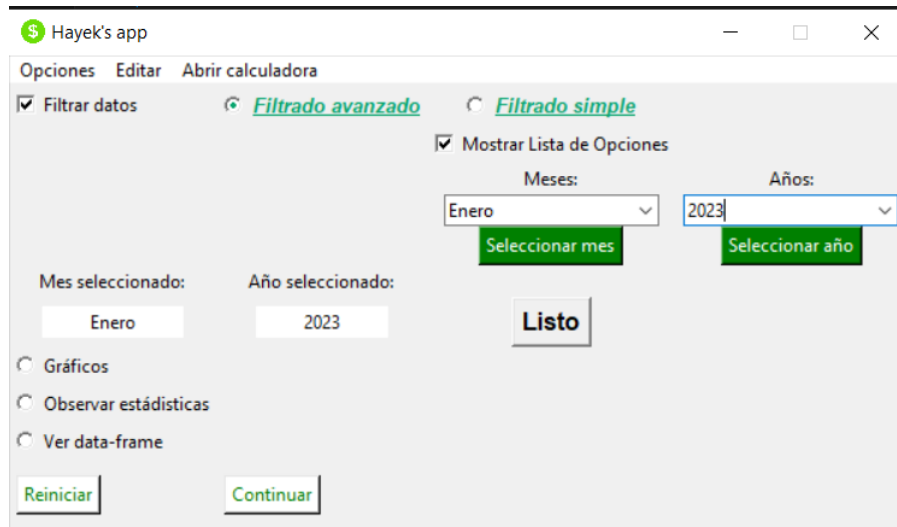 $ Hayek's app
Opciones Editar Abrir calculadora
Filtrar datos Filtrado avanzado Filtrado simple
Mostrar Lista de Opciones
Meses: Años:
Enero 2023
Seleccionar mes Seleccionar año
Mes seleccionado: Año seleccionado:
Enero 2023 Listo
Gráficos
Observar estádisticas
Ver data-frame
Reiniciar Continuar